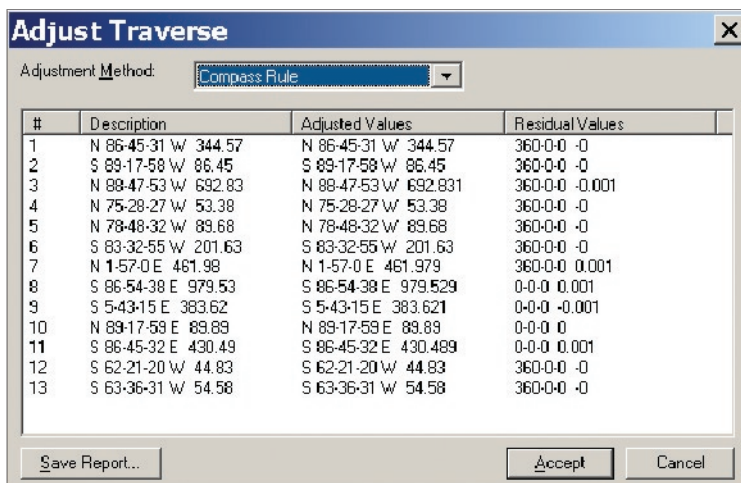 Adjust Traverse
Adjustment Method: Compass Rule
# Description Adjusted Values Residual Values
1 N 86-45-31 W 344.57 N 86-45-31 W 344.57 360-0-0 -0
2 S 89-17-58 W 86.45 S 89-17-58 W 86.45 360-0-0 -0
3 N 88-47-53 W 692.83 N 88-47-53 W 692.831 360-0-0 -0.001
4 N 75-28-27 W 53.38 N 75-28-27 W 53.38 360-0-0 -0
5 N 78-48-32 W 89.68 N 78-48-32 W 89.68 360-0-0 -0
6 S 83-32-55 W 201.63 S 83-32-55 W 201.63 360-0-0 -0
7 N 1-57-0 E 461.98 N 1-57-0 E 461.979 360-0-0 0.001
8 S 86-54-38 E 979.53 S 86-54-38 E 979.529 0-0-0 0.001
9 S 5-43-15 E 383.62 S 5-43-15 E 383.621 0-0-0 -0.001
10 N 89-17-59 E 89.89 N 89-17-59 E 89.89 0-0-0 0
11 S 86-45-32 E 430.49 S 86-45-32 E 430.489 0-0-0 0.001
12 S 62-21-20 W 44.83 S 62-21-20 W 44.83 360-0-0 -0
13 S 63-36-31 W 54.58 S 63-36-31 W 54.58 360-0-0 -0
Save Report... Accept Cancel